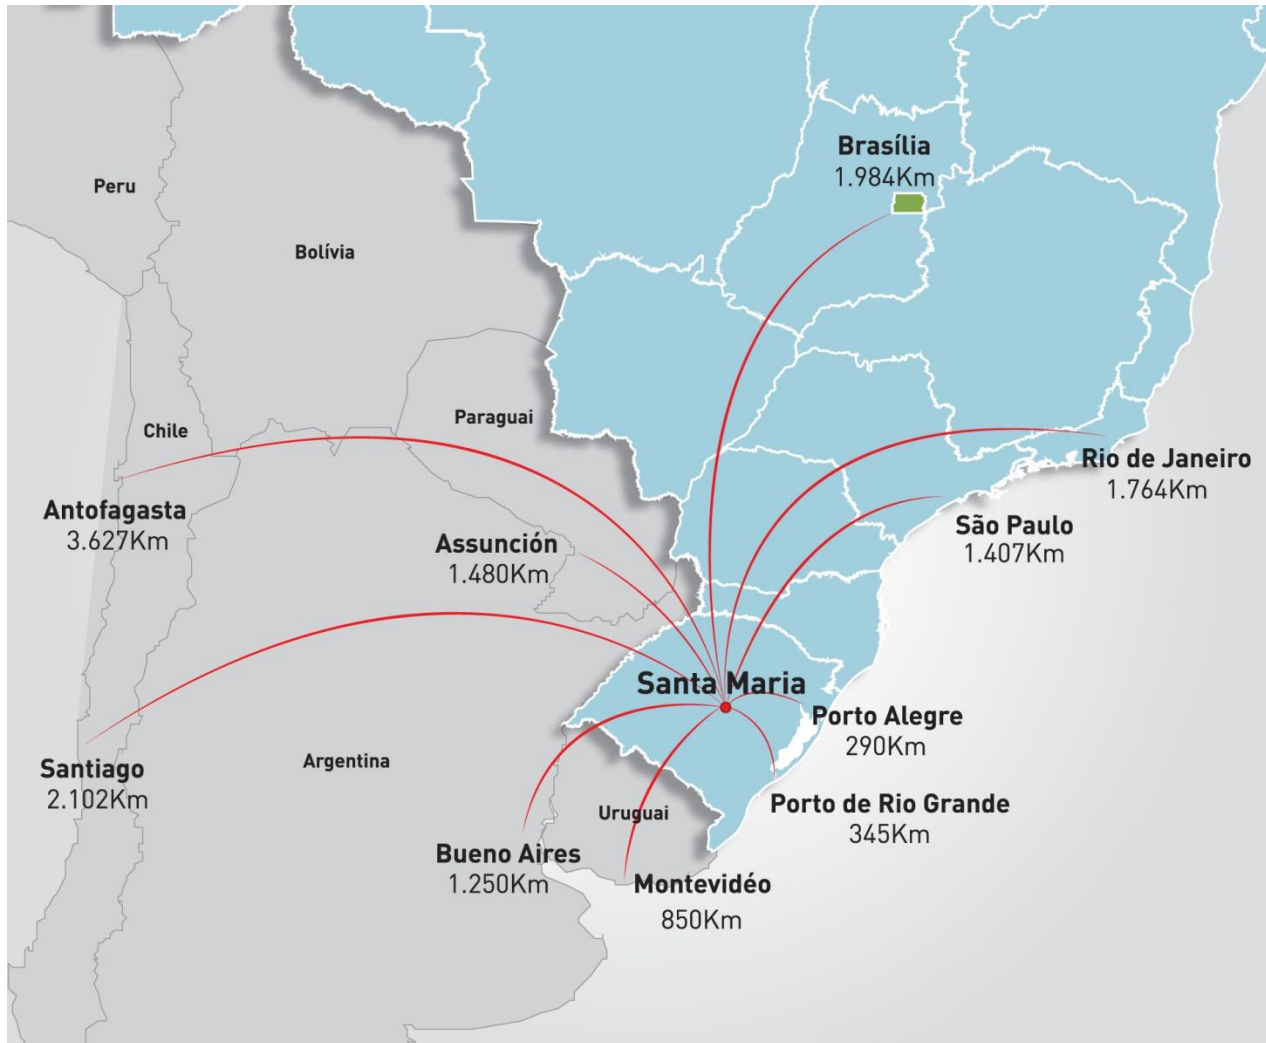 Brasília
1.984Km
Peru
Bolívia
Chile
Paraguai
Rio de Janeiro
1.764Km
Antofagasta
3.627Km
São Paulo
1.407Km
Assunción
1.480Km
Santa Maria
Porto Alegre
290Km
Argentina
Santiago
2.102Km
Uruguai
Porto de Rio Grande
345Km
Bueno Aires
1.250Km
Montevidéo
850Km